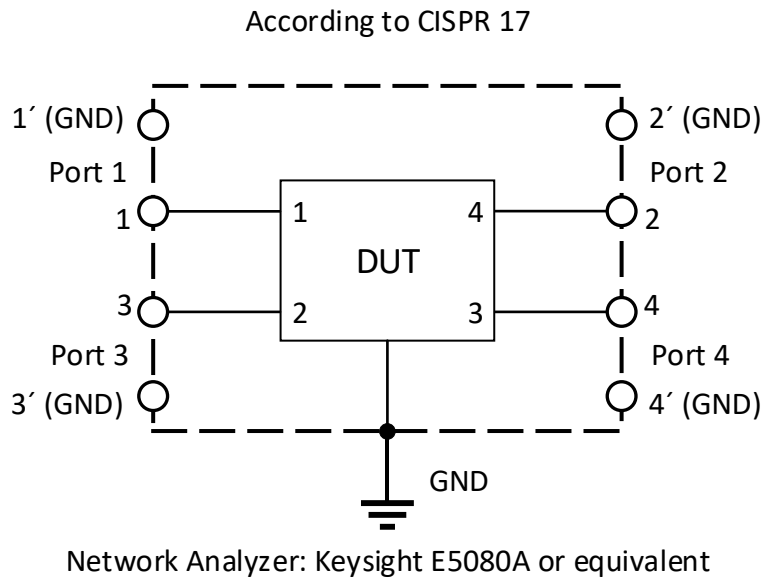 According to CISPR 17
1´ (GND)
2´ (GND)
Port 1
Port 2
1
1
4
2
DUT
3
2
3
4
Port 3
Port 4
3´ (GND)
4´ (GND)
GND
Network Analyzer: Keysight E5080A or equivalent